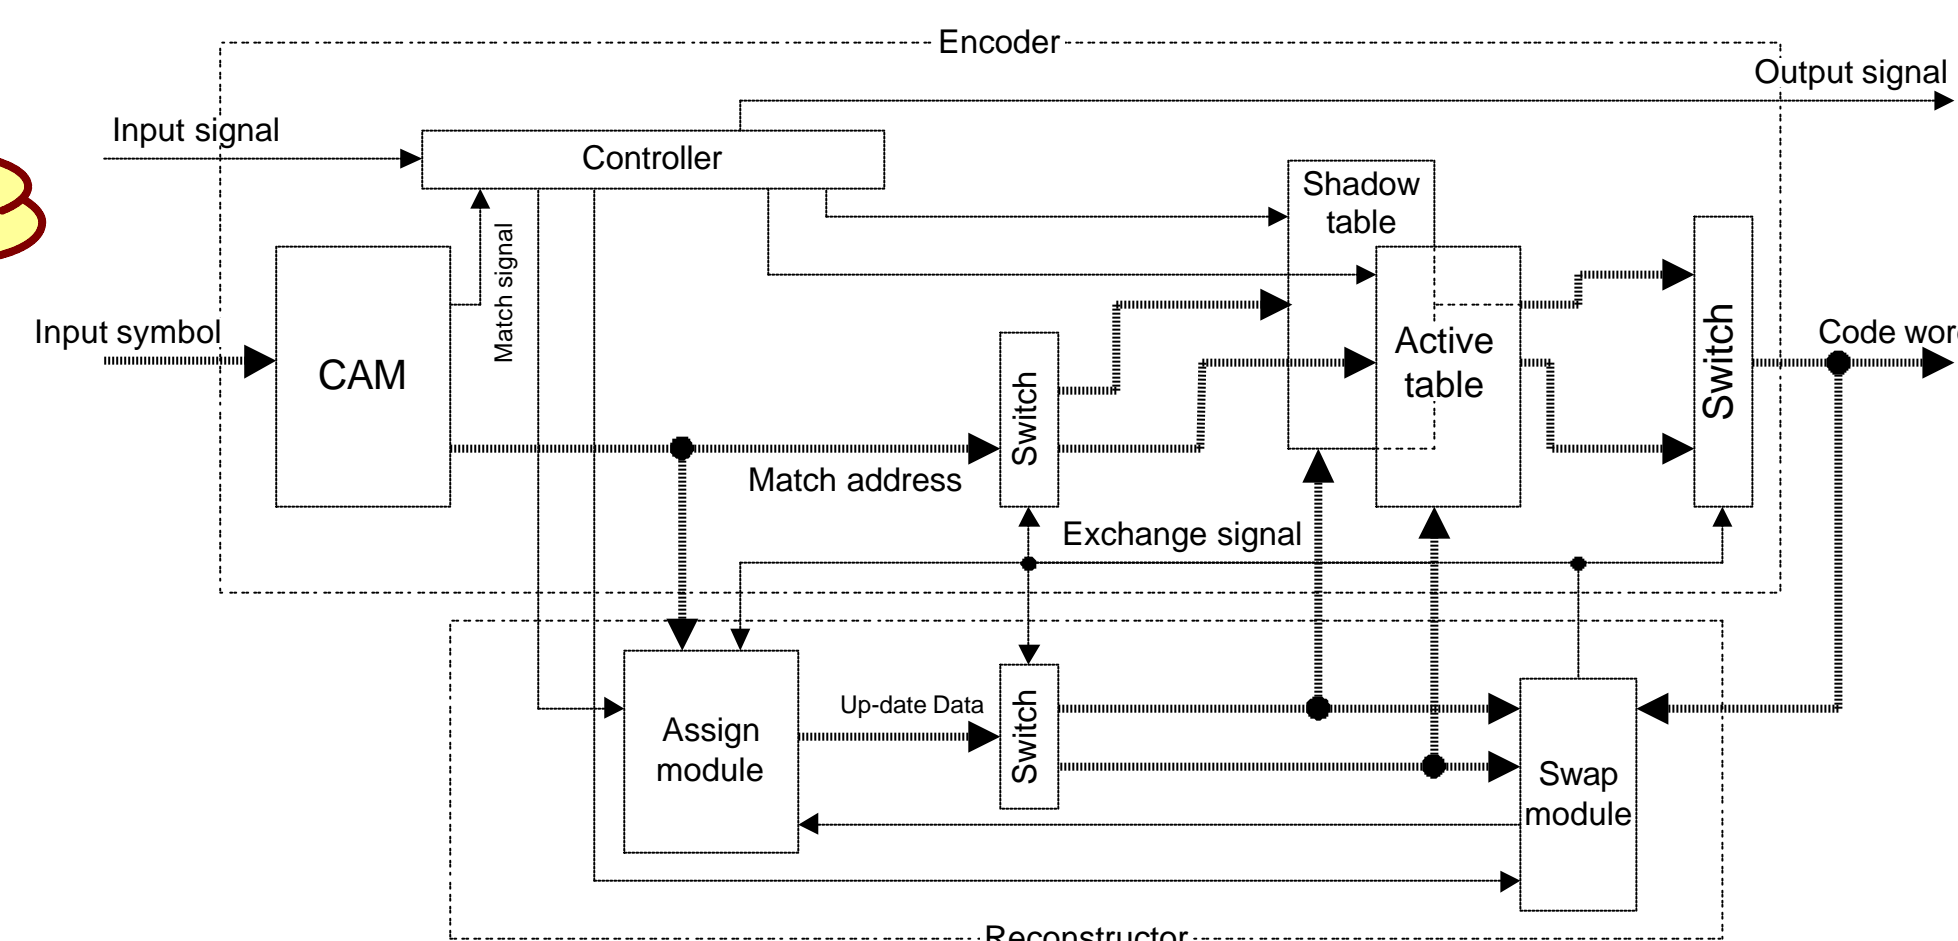 Encoder
Output signal
Input signal
Controller
Shadow
table
Match signal
Input symbol
CAM
Switch
Active
table
Switch
Code wor
Match address
Exchange signal
Assign
module
Up-date Data
Switch
Swap
module
Reconstructor